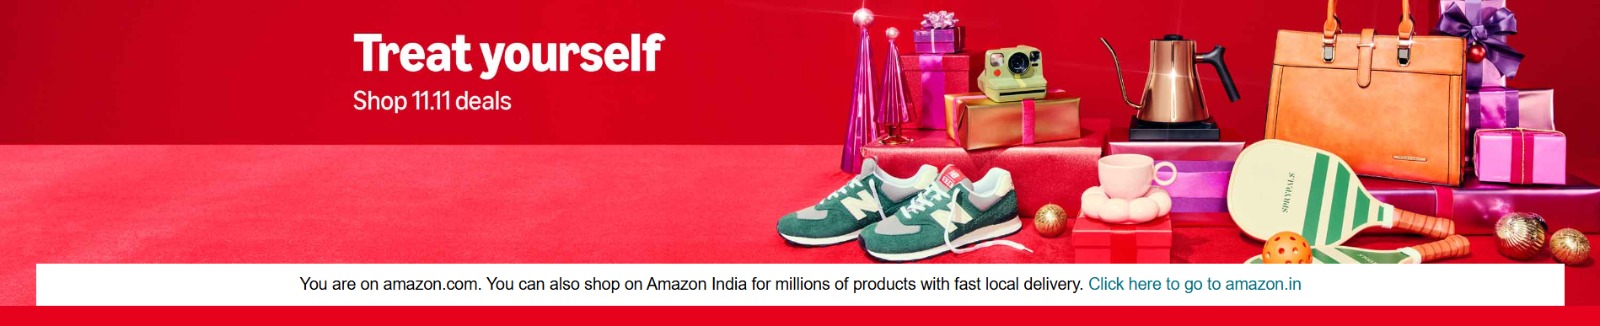 Treat yourself
Shop 11.11 deals
SPRYPALS
You are on amazon.com. You can also shop on Amazon India for millions of products with fast local delivery. Click here to go to amazon.in